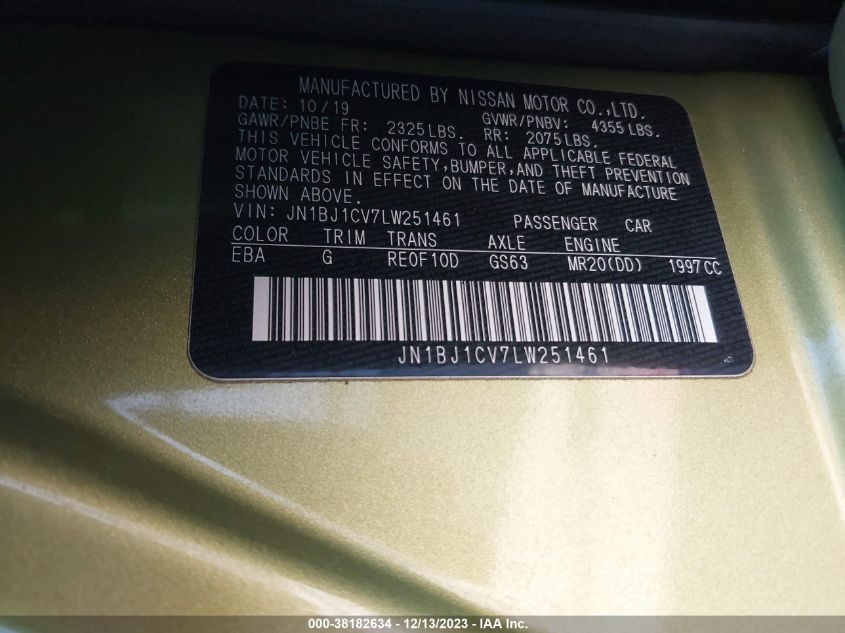 MANUFACTURED BY NISSAN MOTOR CO.,LTD.
DATE: 10/19 GVWR/PNBV: 4355 LBS.
GAWR/PNBE FR: 2325 LBS. RR: 2075 LBS.
THIS VEHICLE CONFORMS TO ALL APPLICABLE FEDERAL
MOTOR VEHICLE SAFETY, BUMPER, AND THEFT PREVENTION
STANDARDS IN EFFECT ON THE DATE OF MANUFACTURE
SHOWN ABOVE.
VIN: JN1BJ1CV7LW251461 PASSENGER CAR
COLOR TRIM TRANS AXLE ENGINE
EBA G RE0F10D GS63 MR20(DD) 1997CC
JN1BJ1CV7LW251461
000-38182634 - 12/13/2023 - IAA Inc.